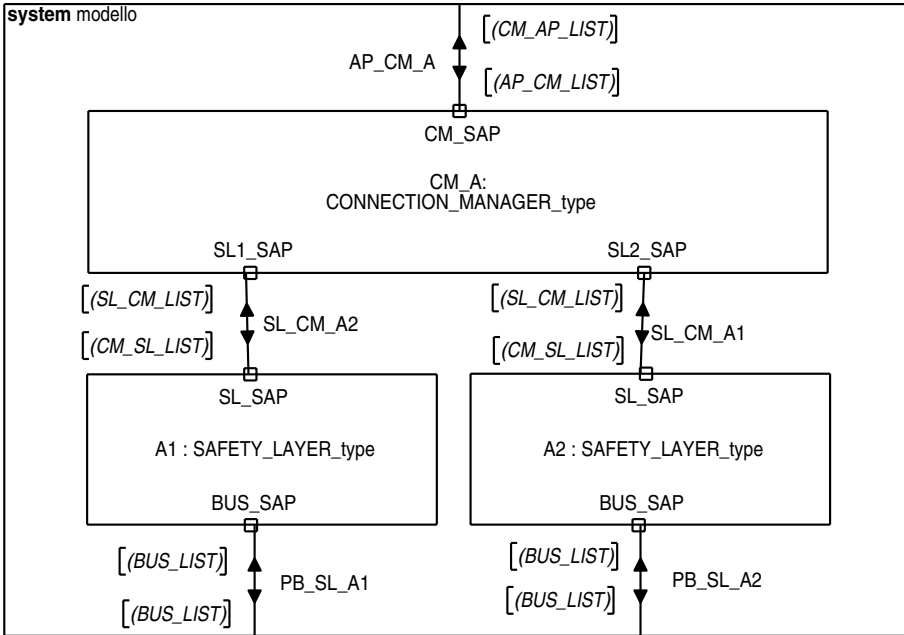 system modello
[(CM_AP_LIST)]
AP_CM_A
[(AP_CM_LIST)]
CM_SAP
CM_A:
CONNECTION_MANAGER_type
SL1_SAP
SL2_SAP
[(SL_CM_LIST)]
SL_CM_A2
[(CM_SL_LIST)]
[(SL_CM_LIST)]
SL_CM_A1
[(CM_SL_LIST)]
SL_SAP
A1 : SAFETY_LAYER_type
BUS_SAP
SL_SAP
A2 : SAFETY_LAYER_type
BUS_SAP
[(BUS_LIST)]
PB_SL_A1
[(BUS_LIST)]
[(BUS_LIST)]
PB_SL_A2
[(BUS_LIST)]